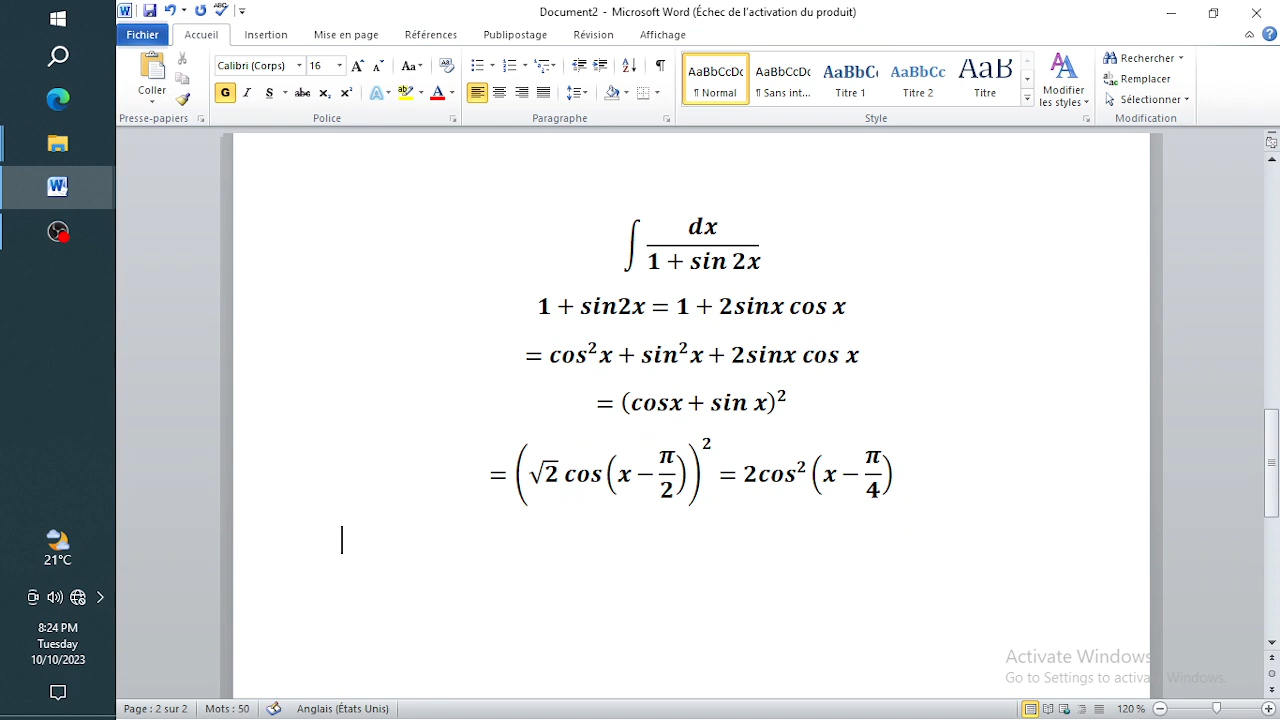 Document2 - Microsoft Word (Échec de l'activation du produit)
Fichier Accueil Insertion Mise en page Références Publipostage Révision Affichage
Coller
Calibri (Corps) 16
AaBbCcDc AaBbCcDc AaBbC( AaBbCc AaB
¶ Normal ¶ Sans int... Titre 1 Titre 2 Titre
Modifier les styles
Rechercher
Remplacer
Sélectionner
Presse-papiers Police Paragraphe Style Modification
∫ dx / (1 + sin 2x)
1 + sin2x = 1 + 2sinx cos x
= cos²x + sin²x + 2sinx cos x
= (cosx + sin x)²
= (√2 cos(x − π/2))² = 2cos²(x − π/4)
21°C
8:24 PM
Tuesday
10/10/2023
Activate Windows
Go to Settings to activate Windows.
Page : 2 sur 2 Mots : 50 Anglais (États Unis) 120 %